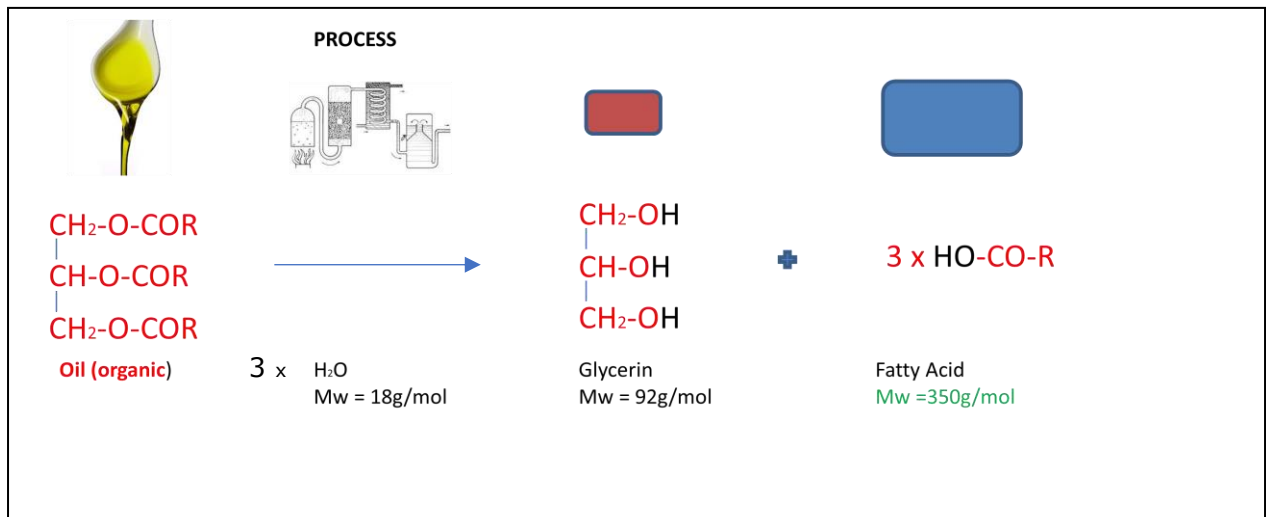 PROCESS
CH₂-O-COR
CH-O-COR
CH₂-O-COR
CH₂-OH
CH-OH
CH₂-OH
3 x HO-CO-R
Oil (organic)
3 x H₂O
Mw = 18g/mol
Glycerin
Mw = 92g/mol
Fatty Acid
Mw =350g/mol